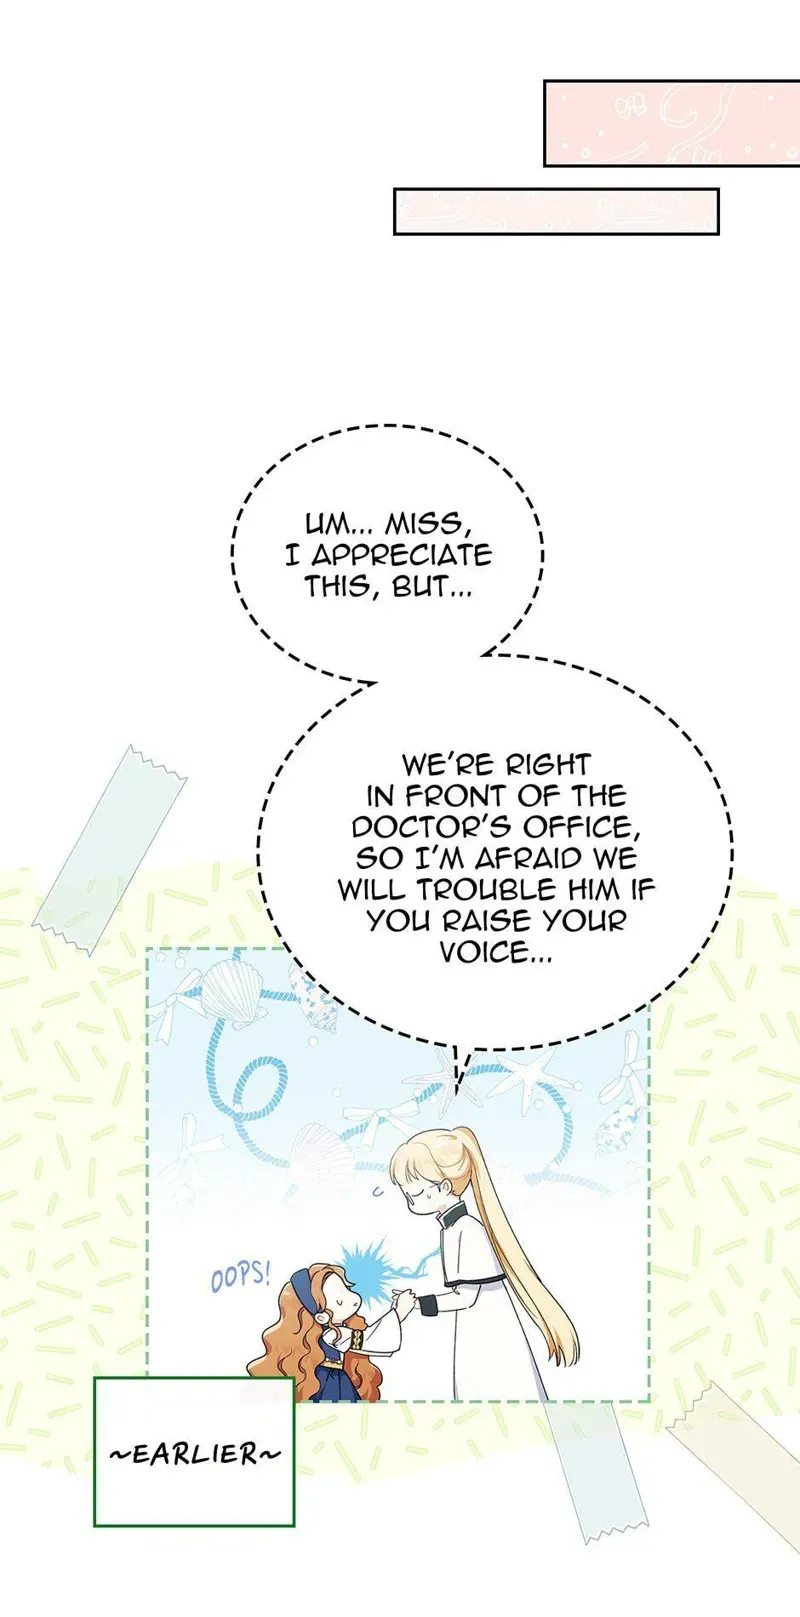 UM... MISS,
I APPRECIATE
THIS, BUT...
WE'RE RIGHT
IN FRONT OF THE
DOCTOR'S OFFICE,
SO I'M AFRAID WE
WILL TROUBLE HIM IF
YOU RAISE YOUR
VOICE...
OOPS!
~EARLIER~